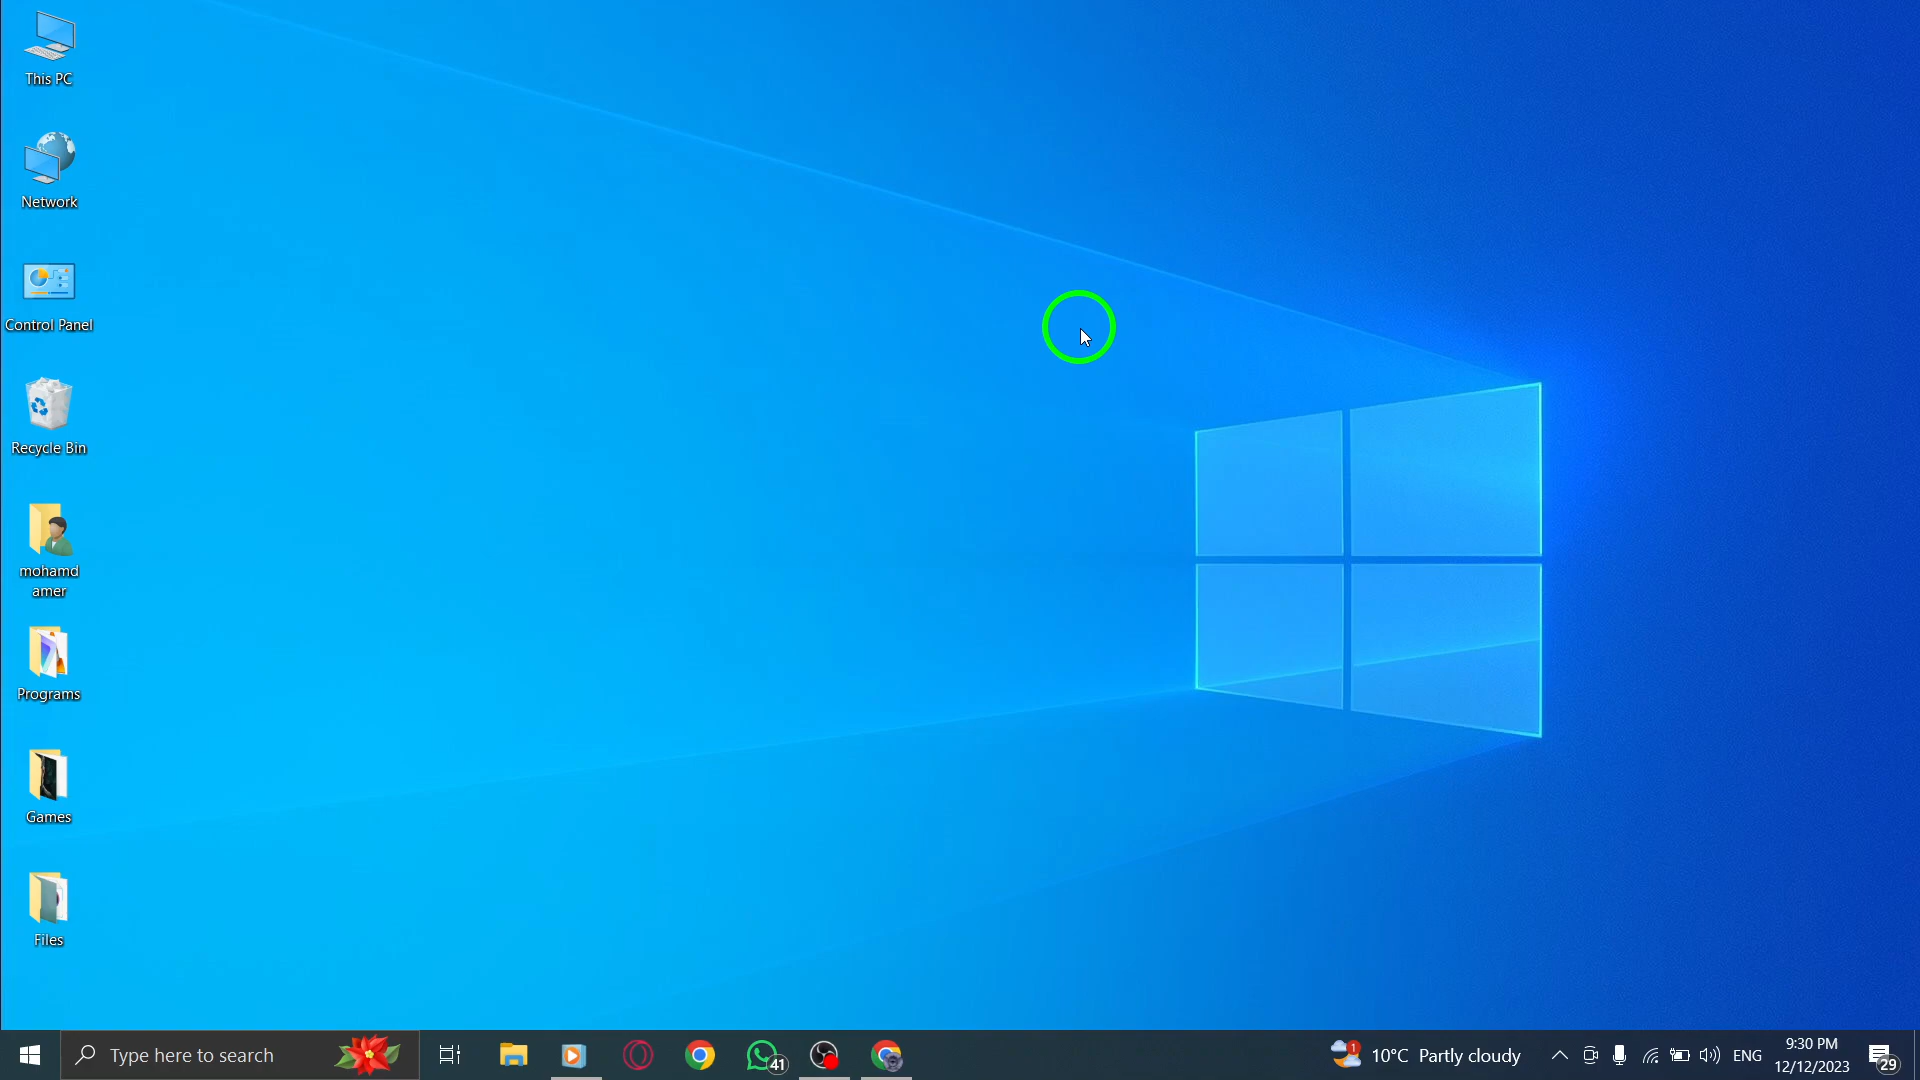 This PC
Network
Control Panel
Recycle Bin
mohamd
amer
Programs
Games
Files
Type here to search
41
1
10°C Partly cloudy
ENG
9:30 PM
12/12/2023
29